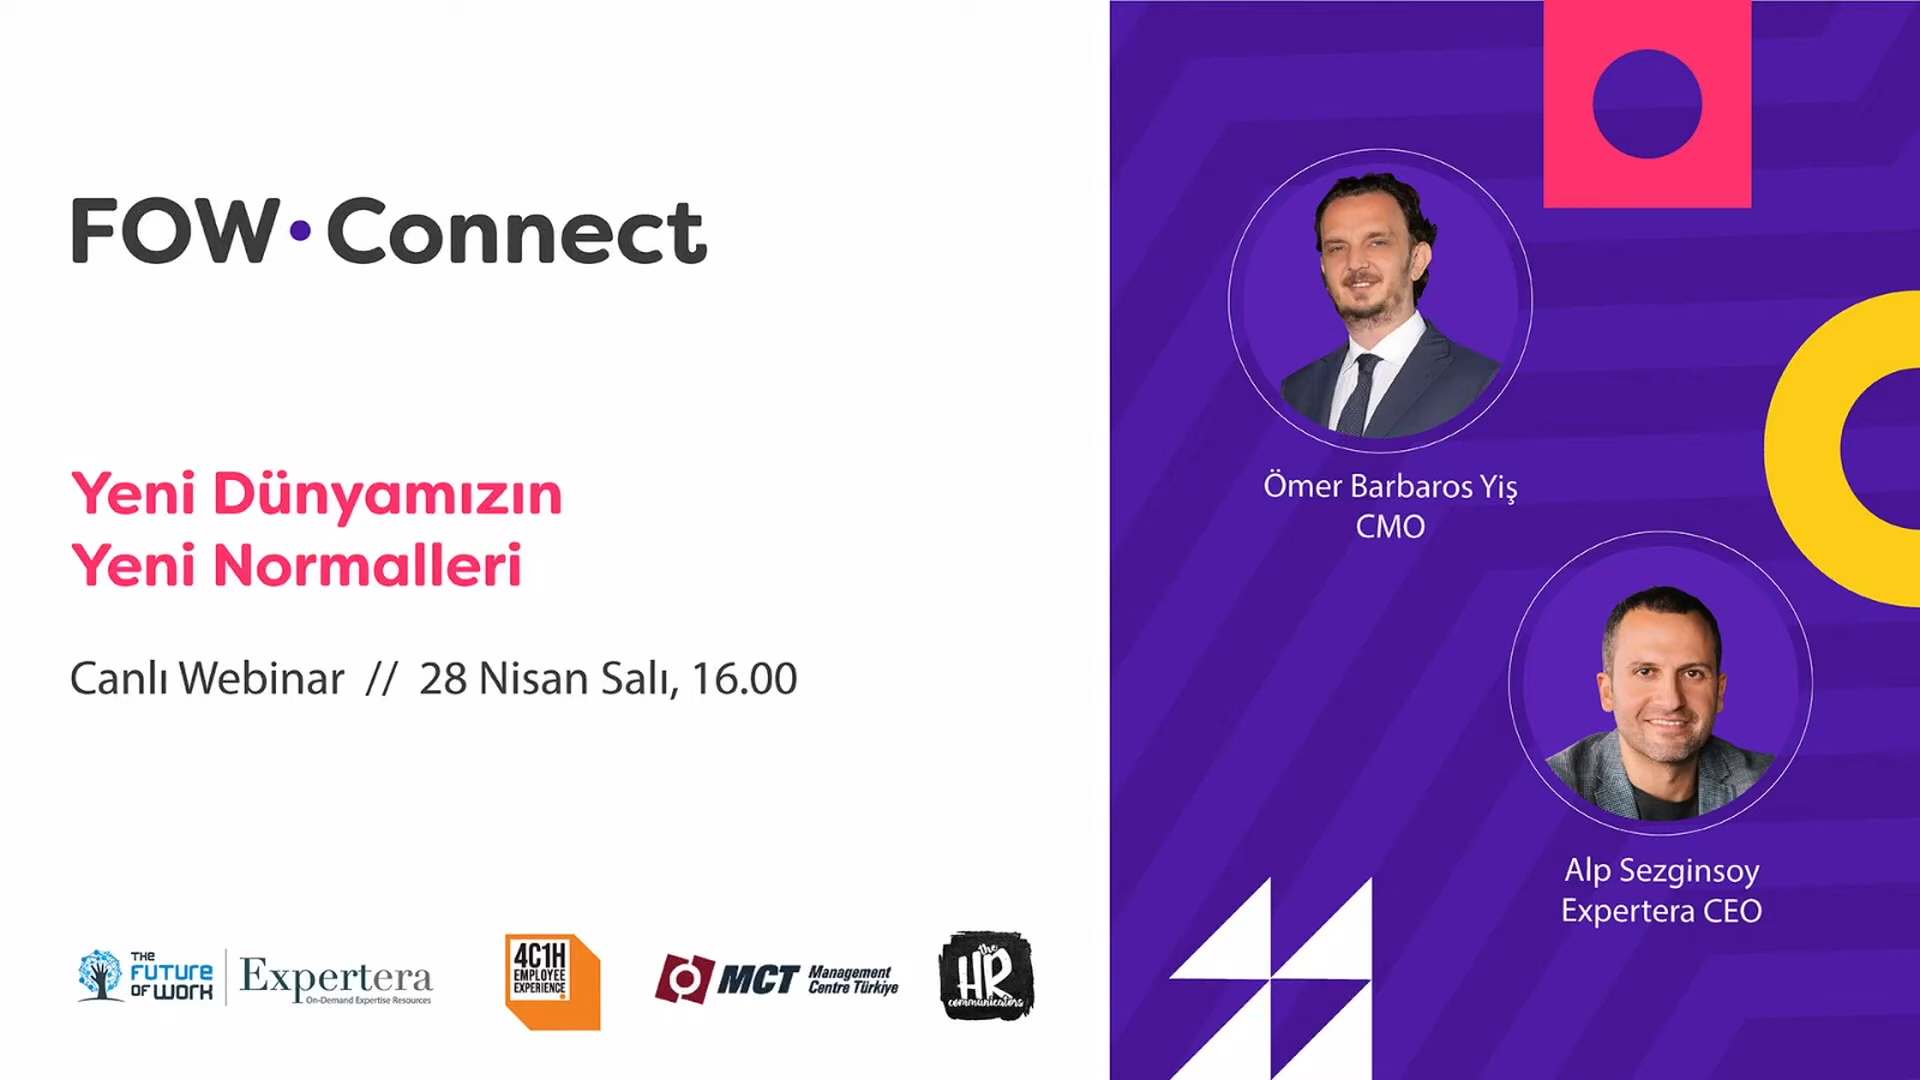 FOW•Connect
Yeni Dünyamızın
Yeni Normalleri
Canlı Webinar // 28 Nisan Salı, 16.00
Ömer Barbaros Yiş
CMO
Alp Sezginsoy
Expertera CEO
THE
FUTURE
OF WORK
Expertera
On-Demand Expertise Resources
4C1H
EMPLOYEE
EXPERIENCE
MCT Management
Centre Türkiye
the
HR
communicators